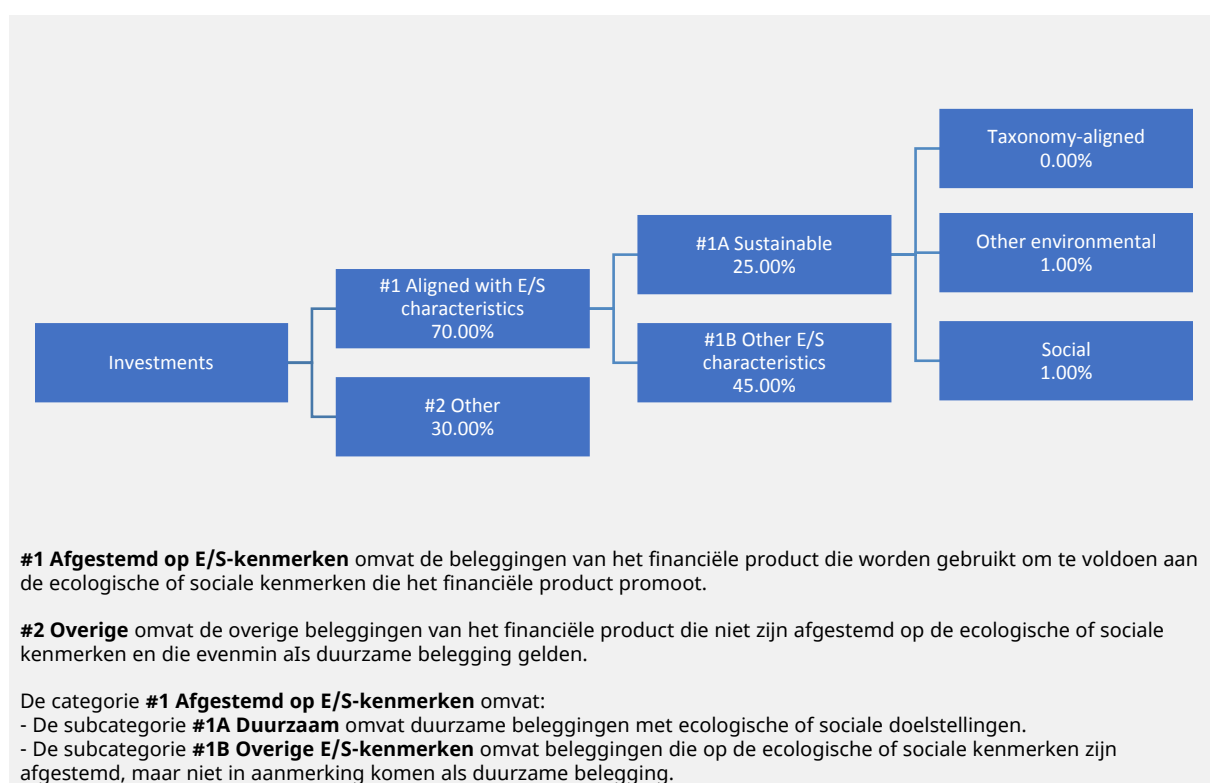 Taxonomy-aligned
0.00%
#1A Sustainable
25.00%
Other environmental
1.00%
#1 Aligned with E/S
characteristics
70.00%
#1B Other E/S
characteristics
45.00%
Investments
Social
1.00%
#2 Other
30.00%
#1 Afgestemd op E/S-kenmerken omvat de beleggingen van het financiële product die worden gebruikt om te voldoen aan
de ecologische of sociale kenmerken die het financiële product promoot.
#2 Overige omvat de overige beleggingen van het financiële product die niet zijn afgestemd op de ecologische of sociale
kenmerken en die evenmin aIs duurzame belegging gelden.
De categorie #1 Afgestemd op E/S-kenmerken omvat:
- De subcategorie #1A Duurzaam omvat duurzame beleggingen met ecologische of sociale doelstellingen.
- De subcategorie #1B Overige E/S-kenmerken omvat beleggingen die op de ecologische of sociale kenmerken zijn
afgestemd, maar niet in aanmerking komen als duurzame belegging.